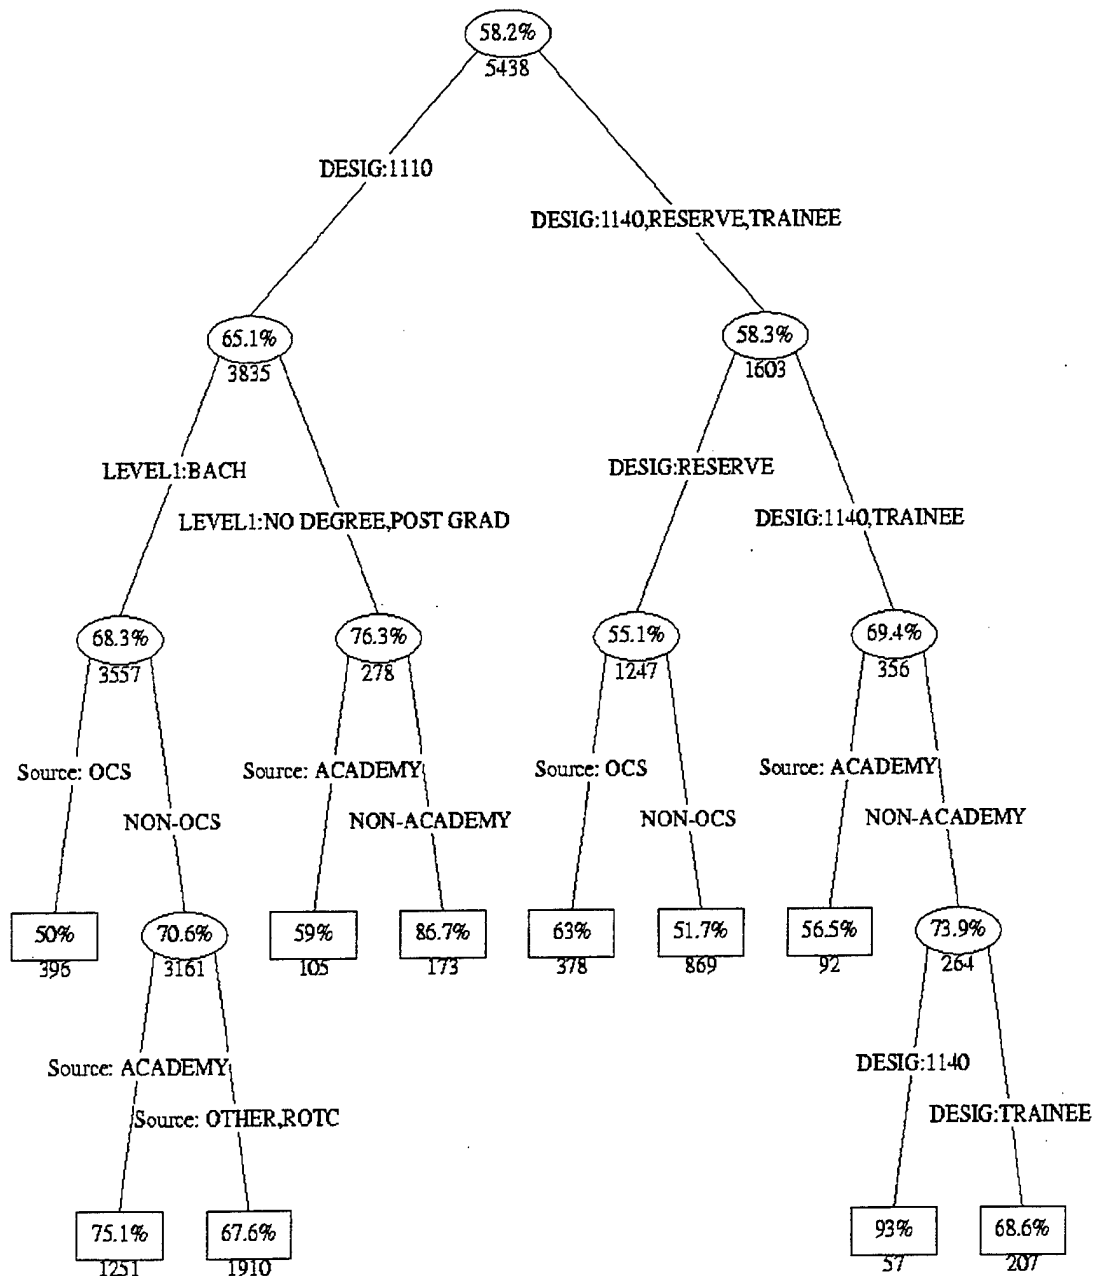 58.2%
5438
DESIG:1110
DESIG:1140,RESERVE,TRAINEE
65.1%
3835
58.3%
1603
LEVEL1:BACH
LEVEL1:NO DEGREE,POST GRAD
DESIG:RESERVE
DESIG:1140,TRAINEE
68.3%
3557
76.3%
278
55.1%
1247
69.4%
356
Source: OCS
NON-OCS
Source: ACADEMY
NON-ACADEMY
Source: OCS
NON-OCS
Source: ACADEMY
NON-ACADEMY
50%
396
70.6%
3161
59%
105
86.7%
173
63%
378
51.7%
869
56.5%
92
73.9%
264
Source: ACADEMY
Source: OTHER,ROTC
DESIG:1140
DESIG:TRAINEE
75.1%
1251
67.6%
1910
93%
57
68.6%
207